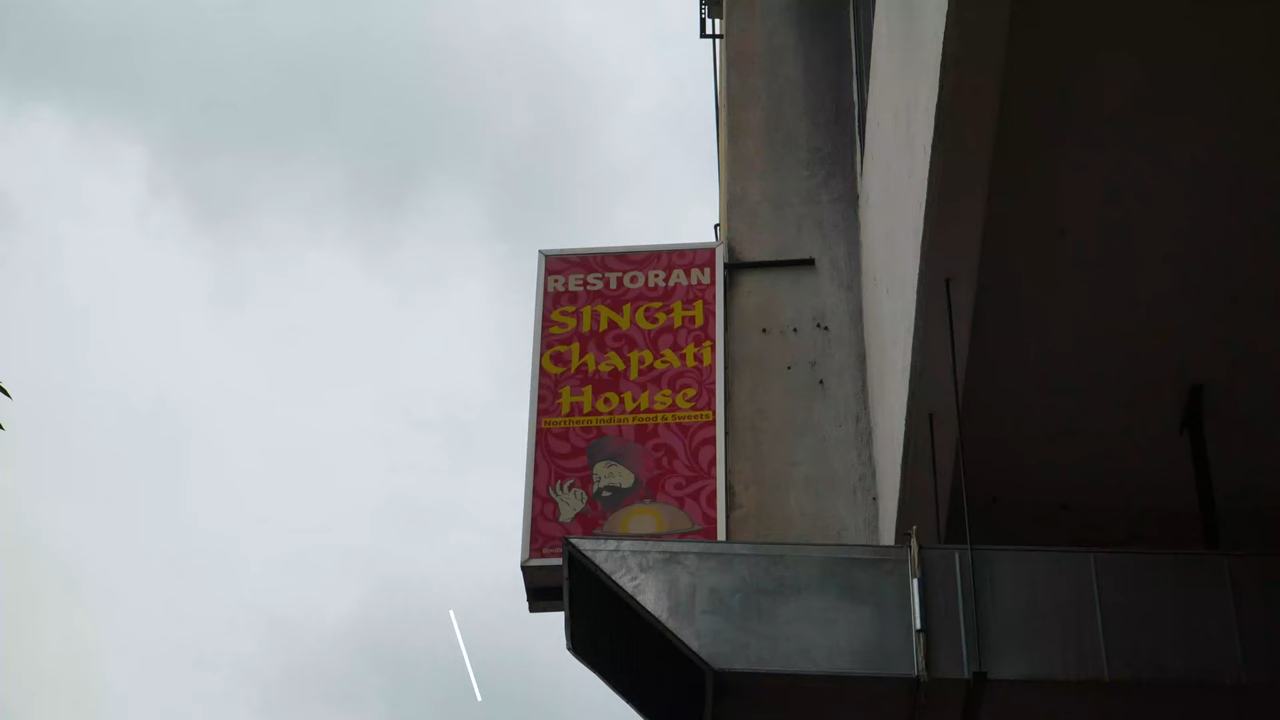 RESTORAN
SINGH
Chapati
House
Northern Indian Food & Sweets